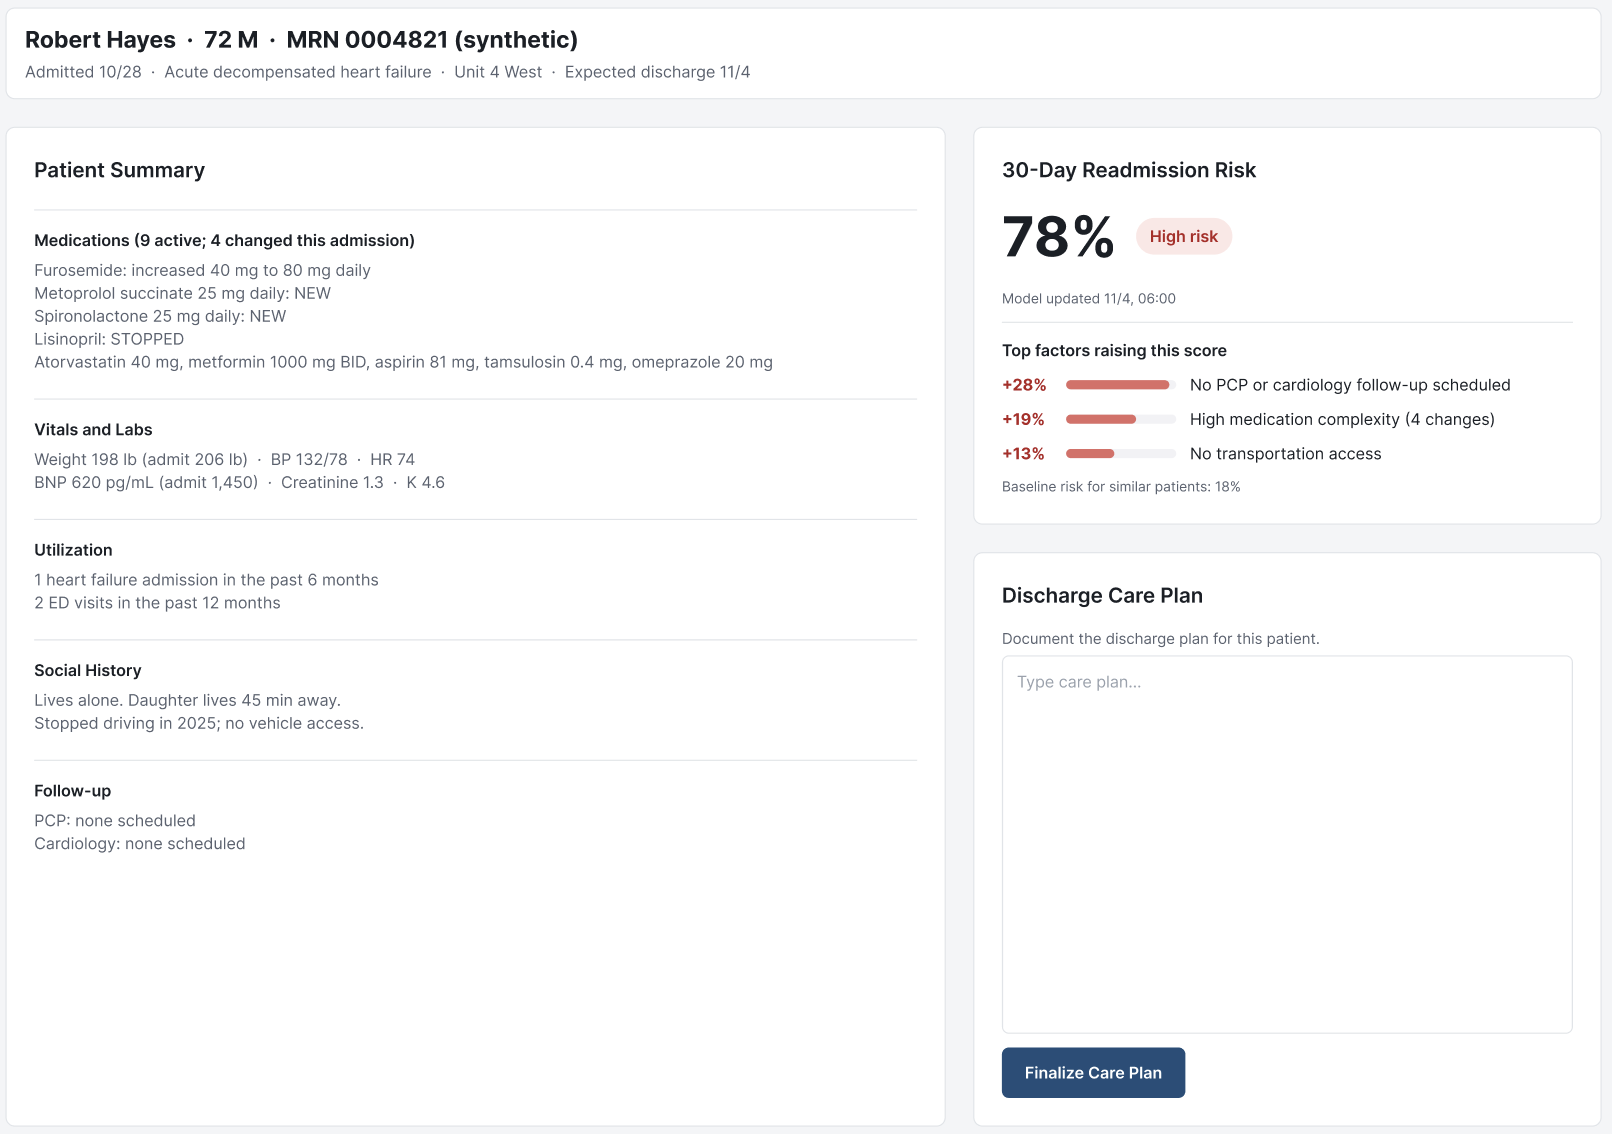 Robert Hayes · 72 M · MRN 0004821 (synthetic)
Admitted 10/28 · Acute decompensated heart failure · Unit 4 West · Expected discharge 11/4
Patient Summary
Medications (9 active; 4 changed this admission)
Furosemide: increased 40 mg to 80 mg daily
Metoprolol succinate 25 mg daily: NEW
Spironolactone 25 mg daily: NEW
Lisinopril: STOPPED
Atorvastatin 40 mg, metformin 1000 mg BID, aspirin 81 mg, tamsulosin 0.4 mg, omeprazole 20 mg
Vitals and Labs
Weight 198 lb (admit 206 lb) · BP 132/78 · HR 74
BNP 620 pg/mL (admit 1,450) · Creatinine 1.3 · K 4.6
Utilization
1 heart failure admission in the past 6 months
2 ED visits in the past 12 months
Social History
Lives alone. Daughter lives 45 min away.
Stopped driving in 2025; no vehicle access.
Follow-up
PCP: none scheduled
Cardiology: none scheduled
30-Day Readmission Risk
78% High risk
Model updated 11/4, 06:00
Top factors raising this score
+28% No PCP or cardiology follow-up scheduled
+19% High medication complexity (4 changes)
+13% No transportation access
Baseline risk for similar patients: 18%
Discharge Care Plan
Document the discharge plan for this patient.
Type care plan...
Finalize Care Plan